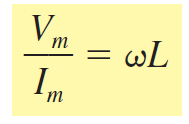 V_m / I_m = ωL